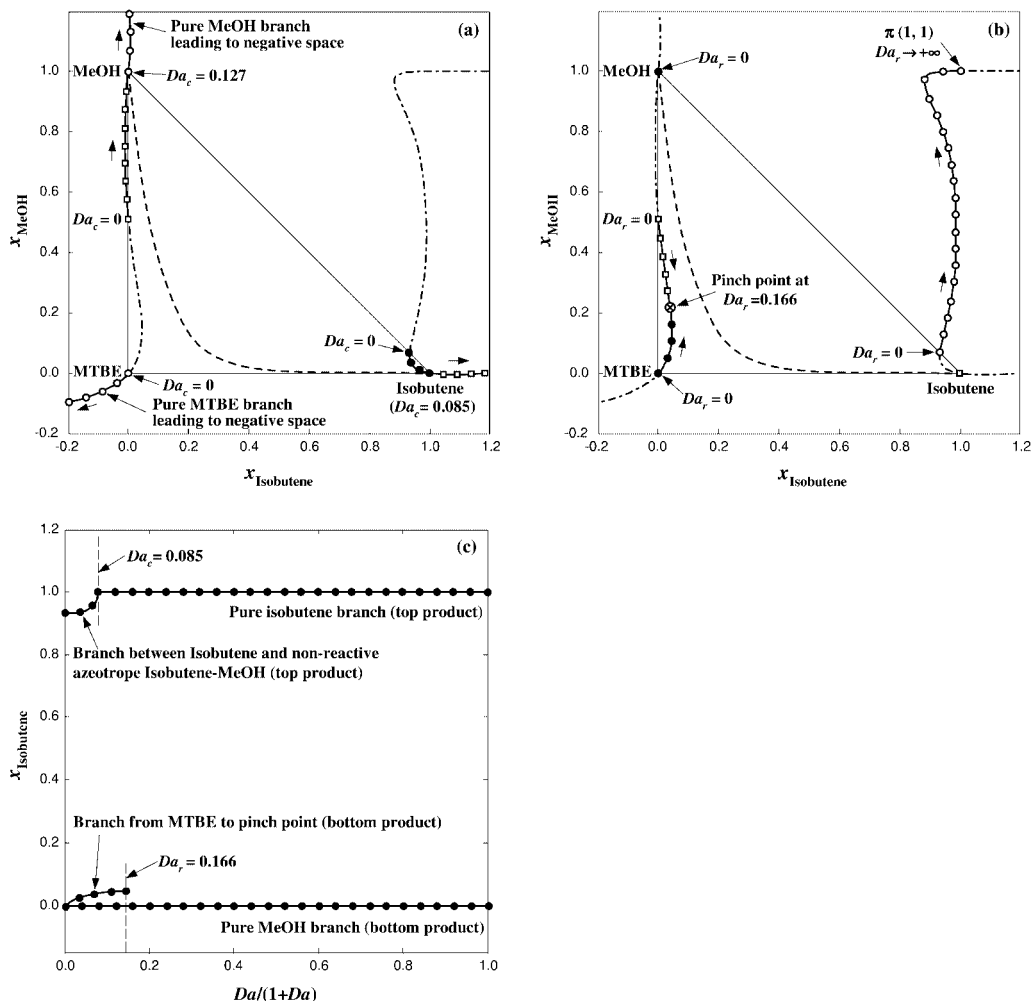 (a)
Pure MeOH branch
leading to negative space
MeOH
Da_c = 0.127
1.0
0.8
0.6
Da_c = 0
0.4
0.2
Da_c = 0
MTBE
0.0
Da_c = 0
Isobutene
(Da_c = 0.085)
Pure MTBE branch
leading to negative space
-0.2
-0.2 0.0 0.2 0.4 0.6 0.8 1.0 1.2
x_MeOH
x_Isobutene
(b)
π (1, 1)
Da_r → +∞
MeOH
Da_r = 0
1.0
0.8
0.6
Da_r = 0
0.4
Pinch point at
Da_r = 0.166
0.2
Da_r = 0
MTBE
0.0
Da_r = 0
Isobutene
-0.2
-0.2 0.0 0.2 0.4 0.6 0.8 1.0 1.2
x_MeOH
x_Isobutene
(c)
1.2
Da_c = 0.085
1.0
Pure isobutene branch (top product)
Branch between Isobutene and non-reactive
azeotrope Isobutene-MeOH (top product)
0.8
0.6
0.4
Branch from MTBE to pinch point (bottom product)
0.2
Da_r = 0.166
0.0
Pure MeOH branch (bottom product)
0.0 0.2 0.4 0.6 0.8 1.0
x_Isobutene
Da/(1+Da)